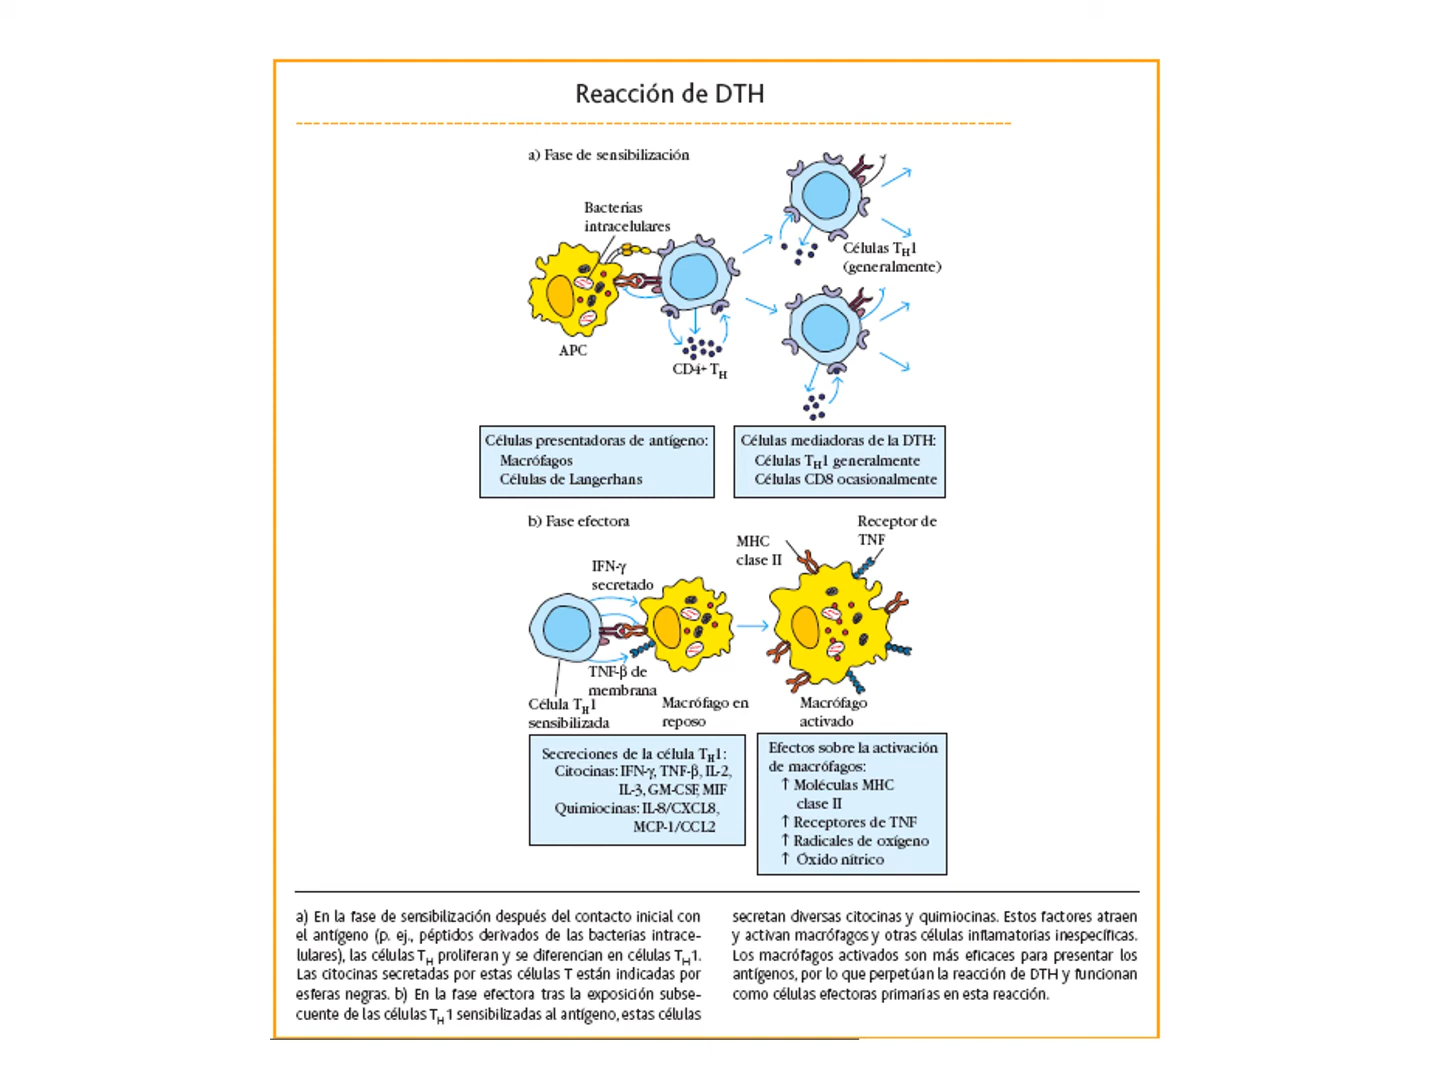 Reacción de DTH
a) Fase de sensibilización
Bacterias
intracelulares
APC
CD4+ TH
Células TH1
(generalmente)
Células presentadoras de antígeno:
Macrófagos
Células de Langerhans
Células mediadoras de la DTH:
Células TH1 generalmente
Células CD8 ocasionalmente
b) Fase efectora
IFN-γ
secretado
TNF-β de
membrana
Célula TH1
sensibilizada
Macrófago en
reposo
MHC
clase II
Receptor de
TNF
Macrófago
activado
Secreciones de la célula TH1:
Citocinas: IFN-γ, TNF-β, IL-2,
IL-3, GM-CSF, MIF
Quimiocinas: IL-8/CXCL8,
MCP-1/CCL2
Efectos sobre la activación
de macrófagos:
↑ Moléculas MHC
clase II
↑ Receptores de TNF
↑ Radicales de oxígeno
↑ Óxido nítrico
a) En la fase de sensibilización después del contacto inicial con
el antígeno (p. ej., péptidos derivados de las bacterias intrace-
lulares), las células TH proliferan y se diferencian en células TH1.
Las citocinas secretadas por estas células T están indicadas por
esferas negras. b) En la fase efectora tras la exposición subse-
cuente de las células TH1 sensibilizadas al antígeno, estas células
secretan diversas citocinas y quimiocinas. Estos factores atraen
y activan macrófagos y otras células inflamatorias inespecíficas.
Los macrófagos activados son más eficaces para presentar los
antígenos, por lo que perpetúan la reacción de DTH y funcionan
como células efectoras primarias en esta reacción.